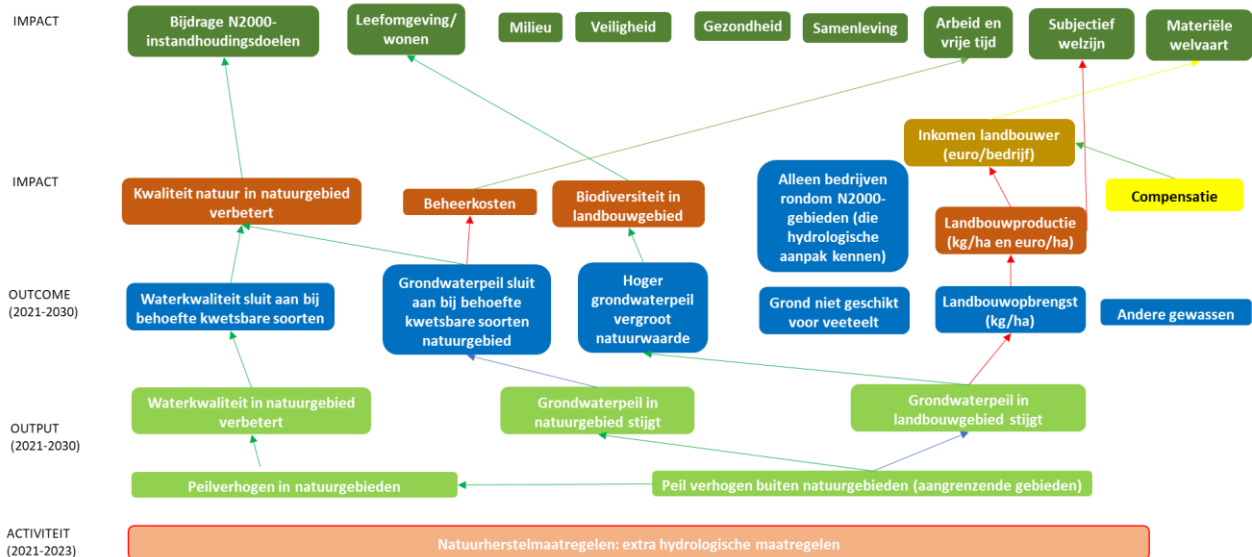 IMPACT
Bijdrage N2000-
instandhoudingsdoelen
Leefomgeving/
wonen
Milieu
Veiligheid
Gezondheid
Samenleving
Arbeid en
vrije tijd
Subjectief
welzijn
Materiële
welvaart
Inkomen landbouwer
(euro/bedrijf)
IMPACT
Kwaliteit natuur in natuurgebied
verbetert
Beheerkosten
Biodiversiteit in
landbouwgebied
Alleen bedrijven
rondom N2000-
gebieden (die
hydrologische
aanpak kennen)
Landbouwproductie
(kg/ha en euro/ha)
Compensatie
OUTCOME
(2021-2030)
Waterkwaliteit sluit aan bij
behoefte kwetsbare soorten
Grondwaterpeil sluit
aan bij behoefte
kwetsbare soorten
natuurgebied
Hoger
grondwaterpeil
vergroot
natuurwaarde
Grond niet geschikt
voor veeteelt
Landbouwopbrengst
(kg/ha)
Andere gewassen
OUTPUT
(2021-2030)
Waterkwaliteit in natuurgebied
verbetert
Grondwaterpeil in
natuurgebied stijgt
Grondwaterpeil in
landbouwgebied stijgt
Peilverhogen in natuurgebieden
Peil verhogen buiten natuurgebieden (aangrenzende gebieden)
ACTIVITEIT
(2021-2023)
Natuurherstelmaatregelen: extra hydrologische maatregelen